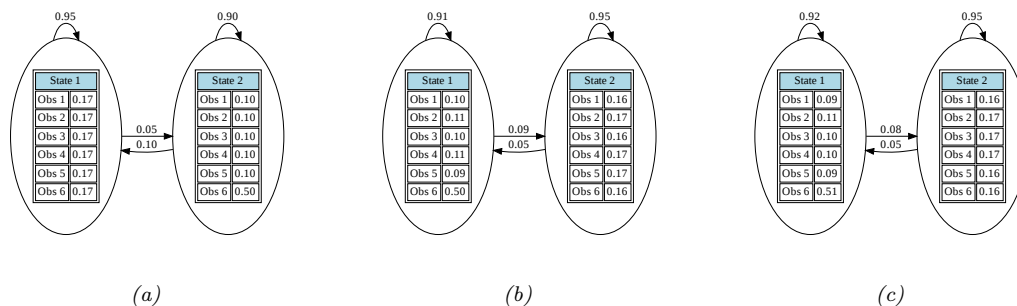 0.95 0.90 0.91 0.95 0.92 0.95
State 1 State 2 State 1 State 2 State 1 State 2
Obs 1 0.17 Obs 1 0.10 Obs 1 0.10 Obs 1 0.16 Obs 1 0.09 Obs 1 0.16
Obs 2 0.17 Obs 2 0.10 Obs 2 0.11 Obs 2 0.17 Obs 2 0.11 Obs 2 0.17
Obs 3 0.17 0.05 Obs 3 0.10 Obs 3 0.10 0.09 Obs 3 0.16 Obs 3 0.10 0.08 Obs 3 0.17
Obs 4 0.17 0.10 Obs 4 0.10 Obs 4 0.11 0.05 Obs 4 0.17 Obs 4 0.10 0.05 Obs 4 0.17
Obs 5 0.17 Obs 5 0.10 Obs 5 0.09 Obs 5 0.17 Obs 5 0.09 Obs 5 0.16
Obs 6 0.17 Obs 6 0.50 Obs 6 0.50 Obs 6 0.16 Obs 6 0.51 Obs 6 0.16
(a) (b) (c)